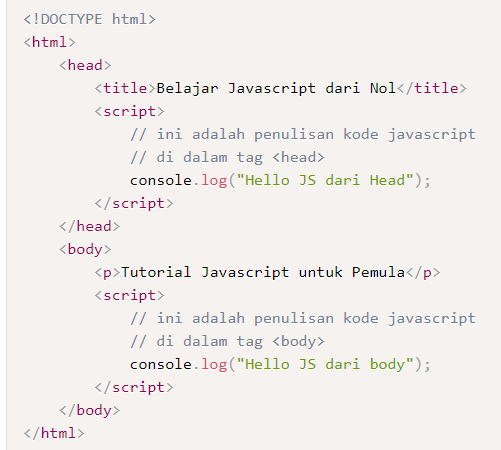 <!DOCTYPE html>
<html>
    <head>
        <title>Belajar Javascript dari Nol</title>
        <script>
            // ini adalah penulisan kode javascript
            // di dalam tag <head>
            console.log("Hello JS dari Head");
        </script>
    </head>
    <body>
        <p>Tutorial Javascript untuk Pemula</p>
        <script>
            // ini adalah penulisan kode javascript
            // di dalam tag <body>
            console.log("Hello JS dari body");
        </script>
    </body>
</html>